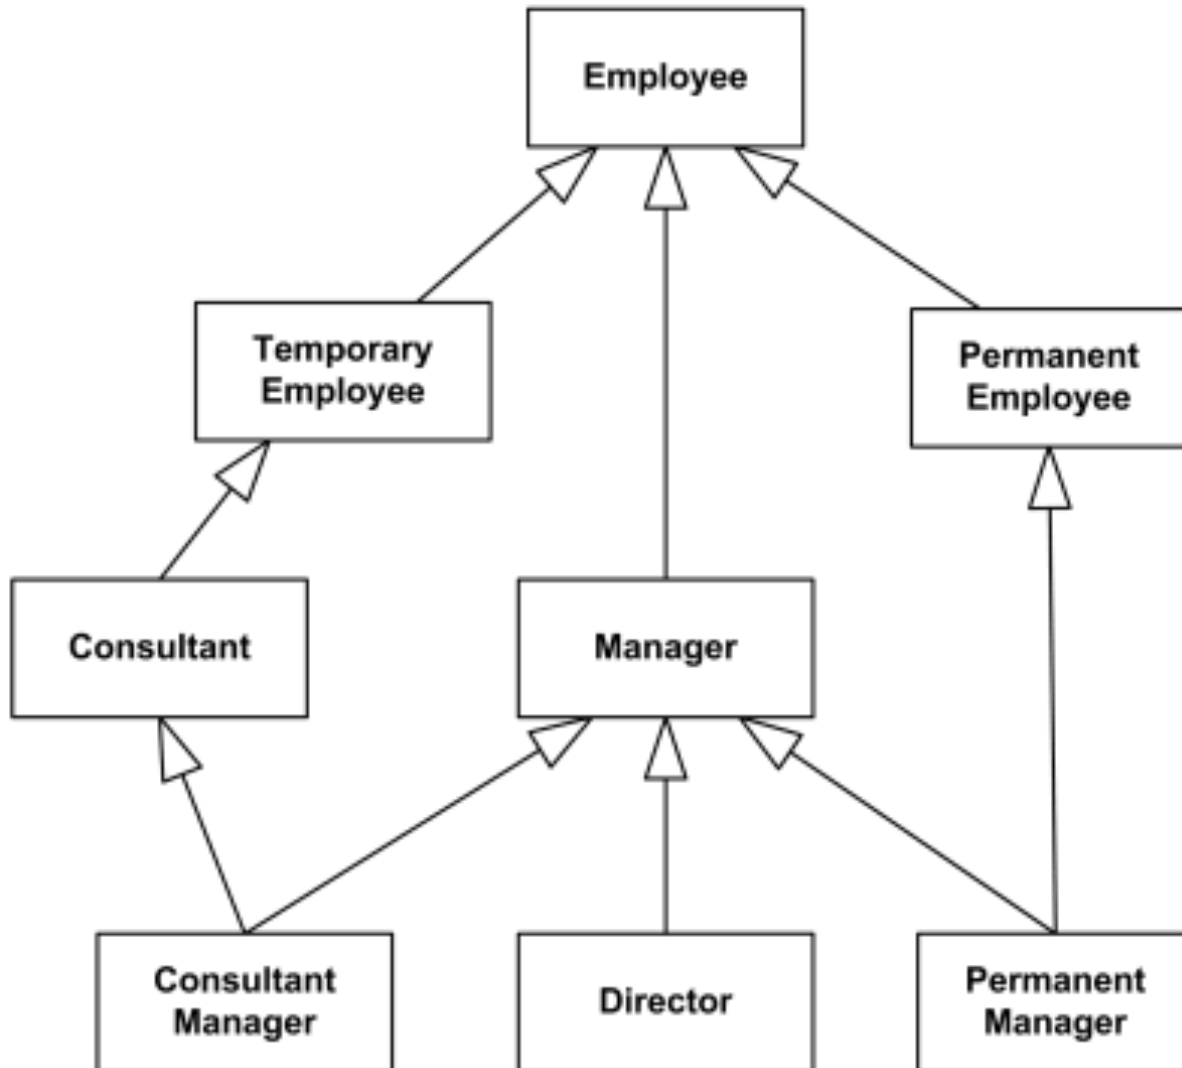 Employee
Temporary
Employee
Permanent
Employee
Consultant
Manager
Consultant
Manager
Director
Permanent
Manager